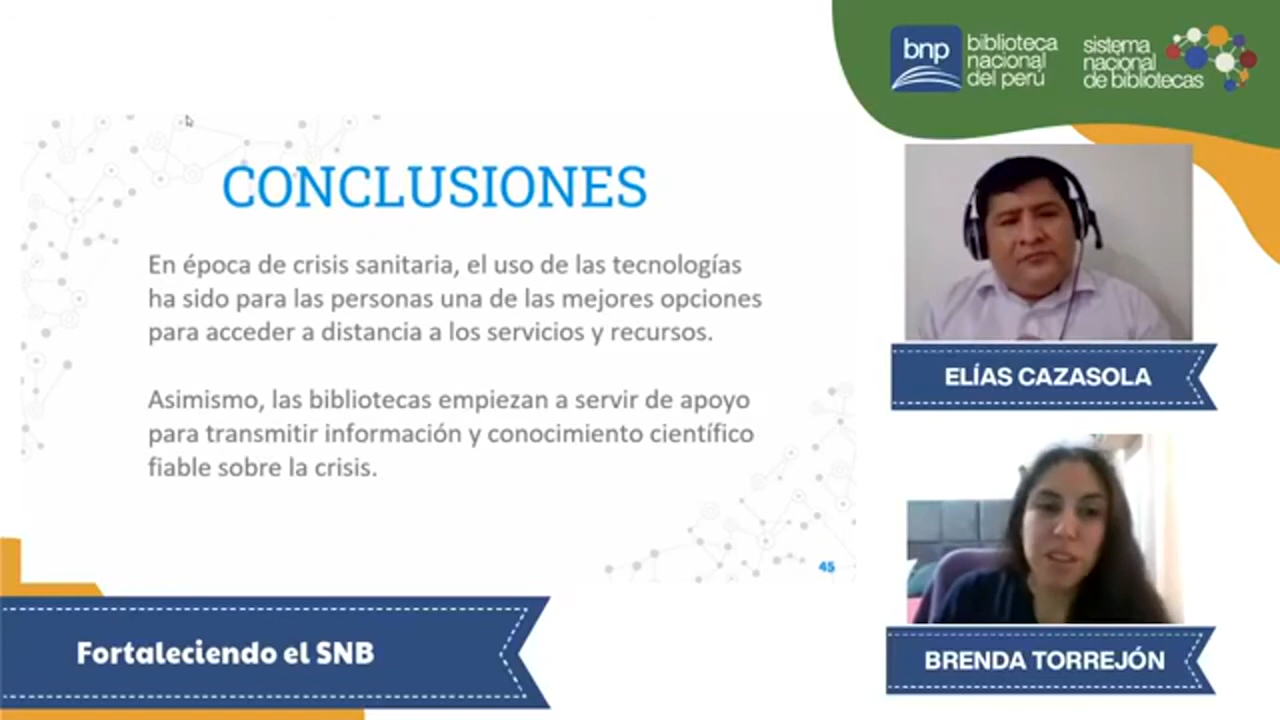 bnp
biblioteca
nacional
del perú
sistema
nacional
de bibliotecas
CONCLUSIONES
En época de crisis sanitaria, el uso de las tecnologías
ha sido para las personas una de las mejores opciones
para acceder a distancia a los servicios y recursos.
Asimismo, las bibliotecas empiezan a servir de apoyo
para transmitir información y conocimiento científico
fiable sobre la crisis.
45
ELÍAS CAZASOLA
BRENDA TORREJÓN
Fortaleciendo el SNB